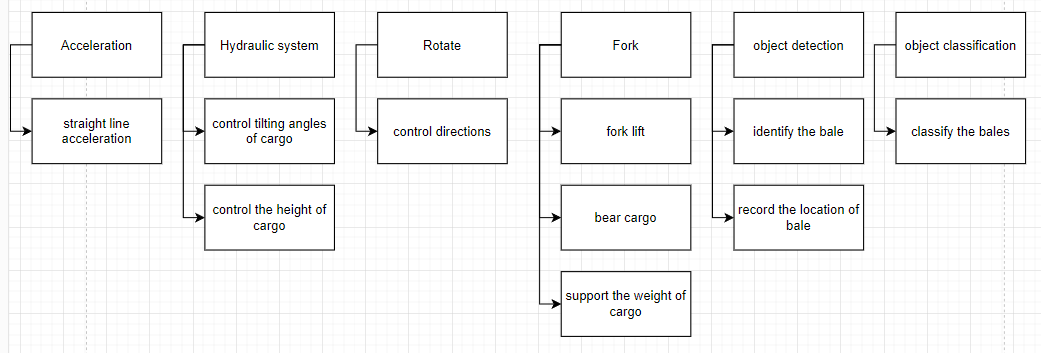 Acceleration
Hydraulic system
Rotate
Fork
object detection
object classification
straight line
acceleration
control tilting angles
of cargo
control directions
fork lift
identify the bale
classify the bales
control the height of
cargo
bear cargo
record the location of
bale
support the weight of
cargo